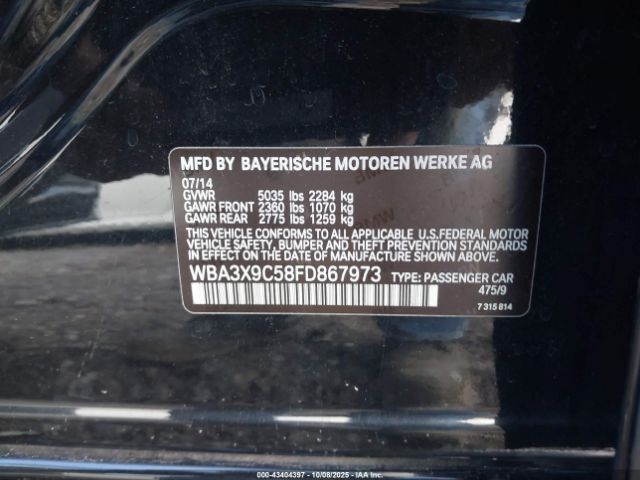 MFD BY BAYERISCHE MOTOREN WERKE AG
07/14
GVWR 5035 lbs 2284 kg
GAWR FRONT 2360 lbs 1070 kg
GAWR REAR 2775 lbs 1259 kg
THIS VEHICLE CONFORMS TO ALL APPLICABLE U.S.FEDERAL MOTOR
VEHICLE SAFETY, BUMPER AND THEFT PREVENTION STANDARDS
IN EFFECT ON THE DATE OF MANUFACTURE SHOWN ABOVE.
WBA3X9C58FD867973 TYPE: PASSENGER CAR
475/9
7 315 814
000-43404397 - 10/08/2025 - © IAA Holdings, LLC